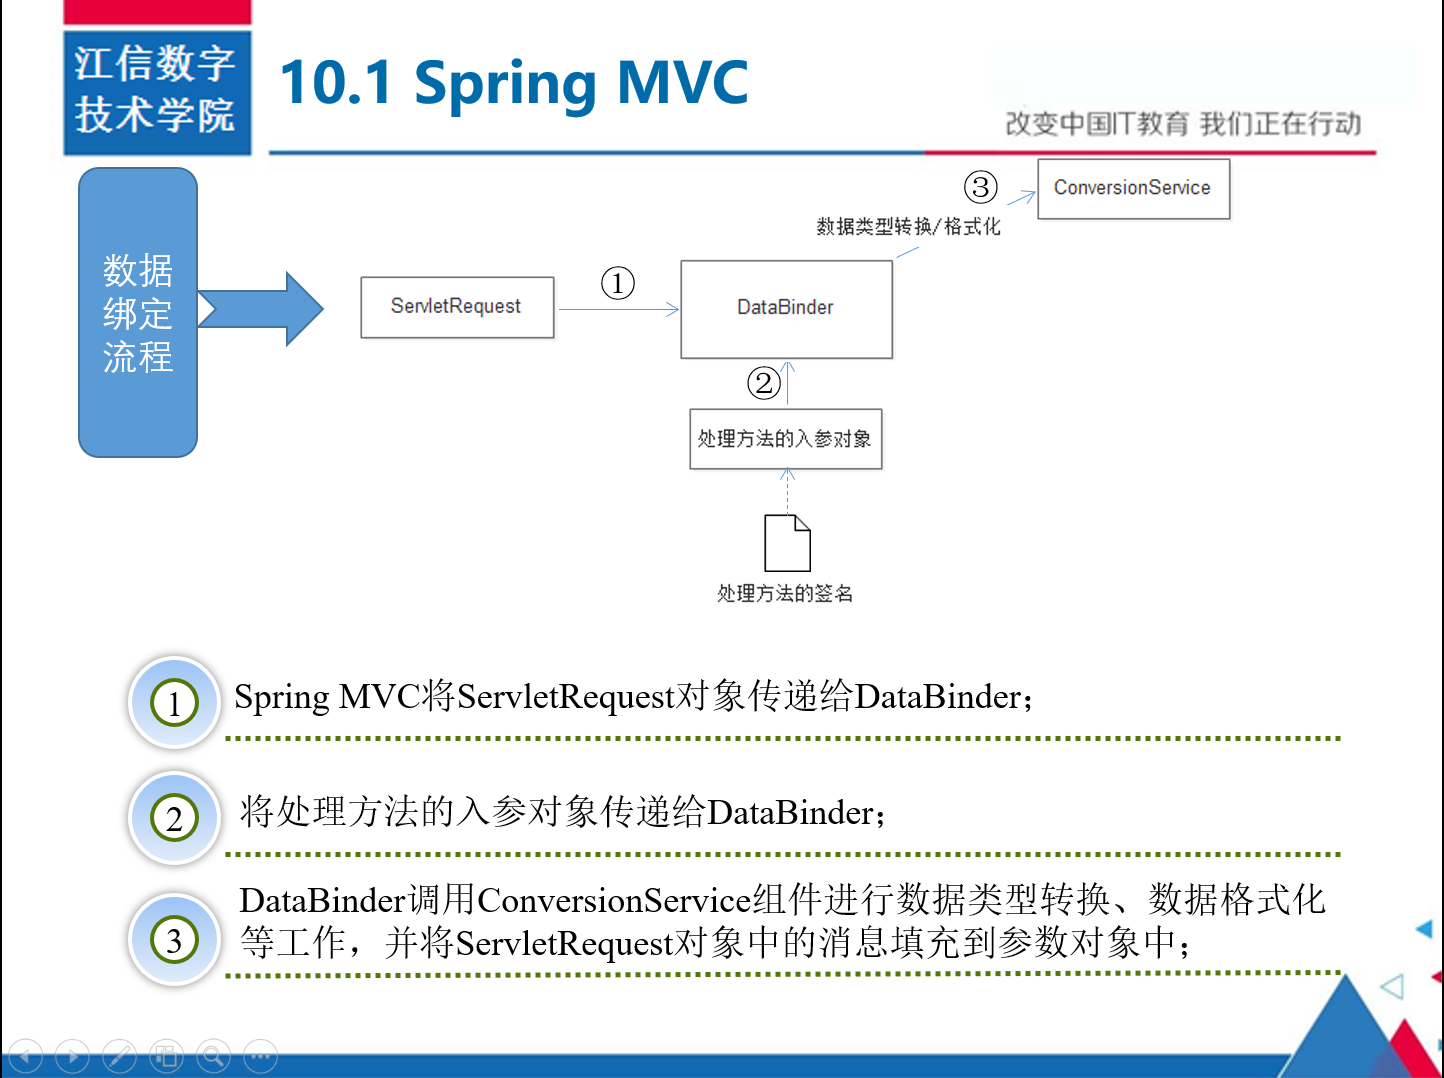 江信数字
技术学院
10.1 Spring MVC
改变中国IT教育 我们正在行动
数据
绑定
流程
③
ConversionService
数据类型转换/格式化
①
ServletRequest
DataBinder
②
处理方法的入参对象
处理方法的签名
1
Spring MVC将ServletRequest对象传递给DataBinder；
2
将处理方法的入参对象传递给DataBinder；
3
DataBinder调用ConversionService组件进行数据类型转换、数据格式化
等工作，并将ServletRequest对象中的消息填充到参数对象中；